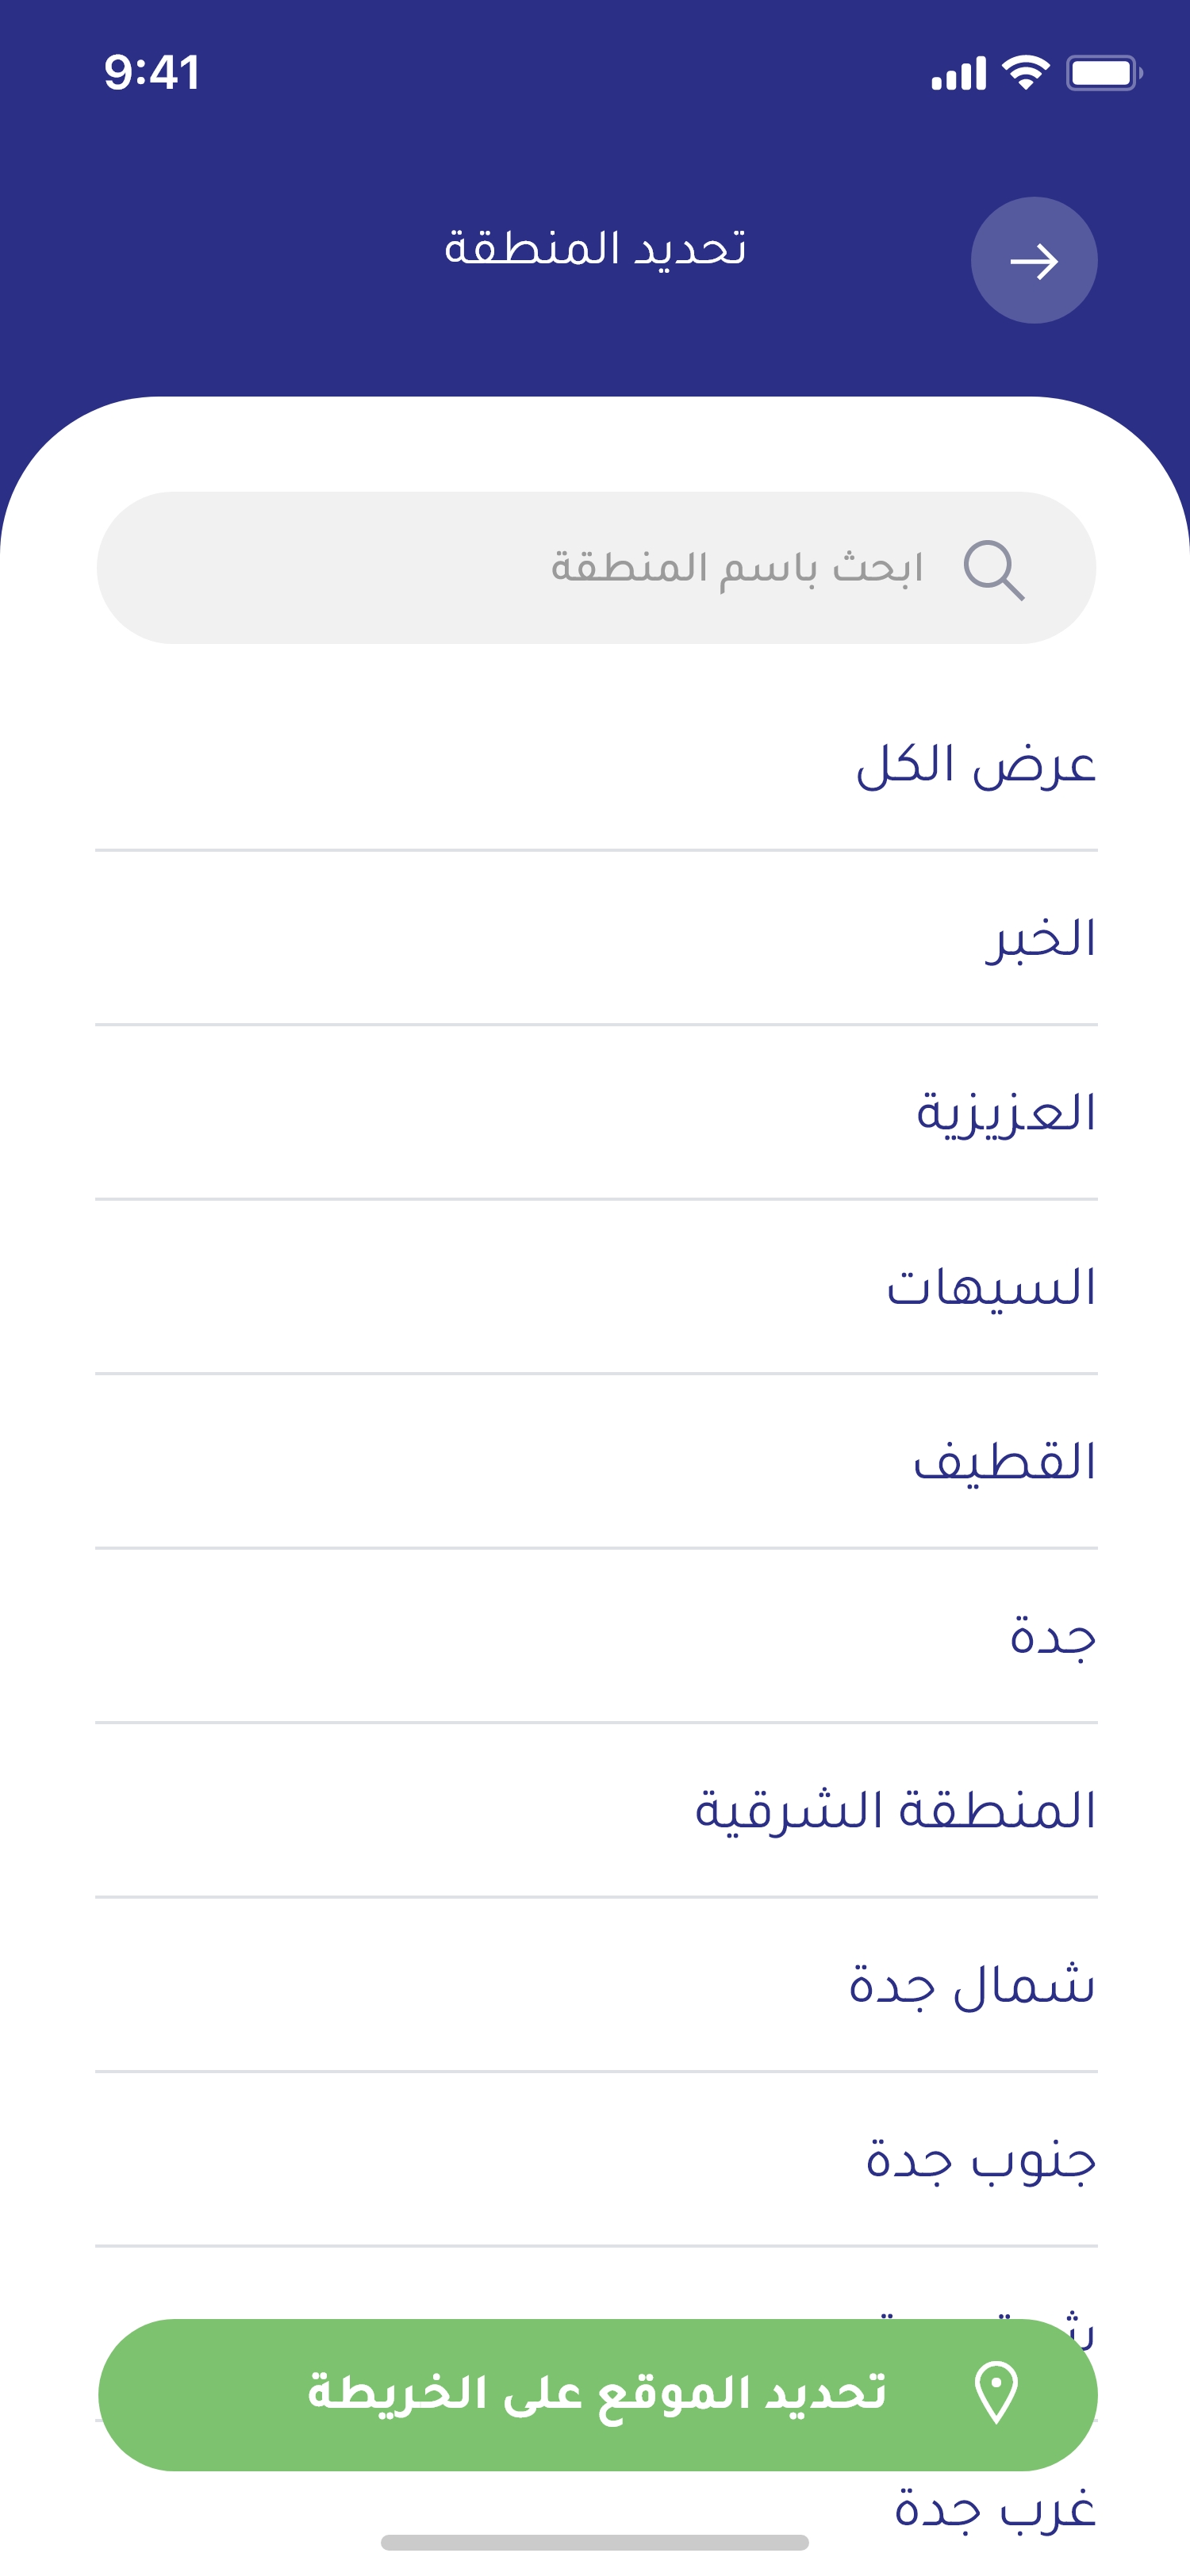 9:41
تحديد المنطقة
ابحث باسم المنطقة
عرض الكل
الخبر
العزيزية
السيهات
القطيف
جدة
المنطقة الشرقية
شمال جدة
جنوب جدة
تحديد الموقع على الخريطة
غرب جدة